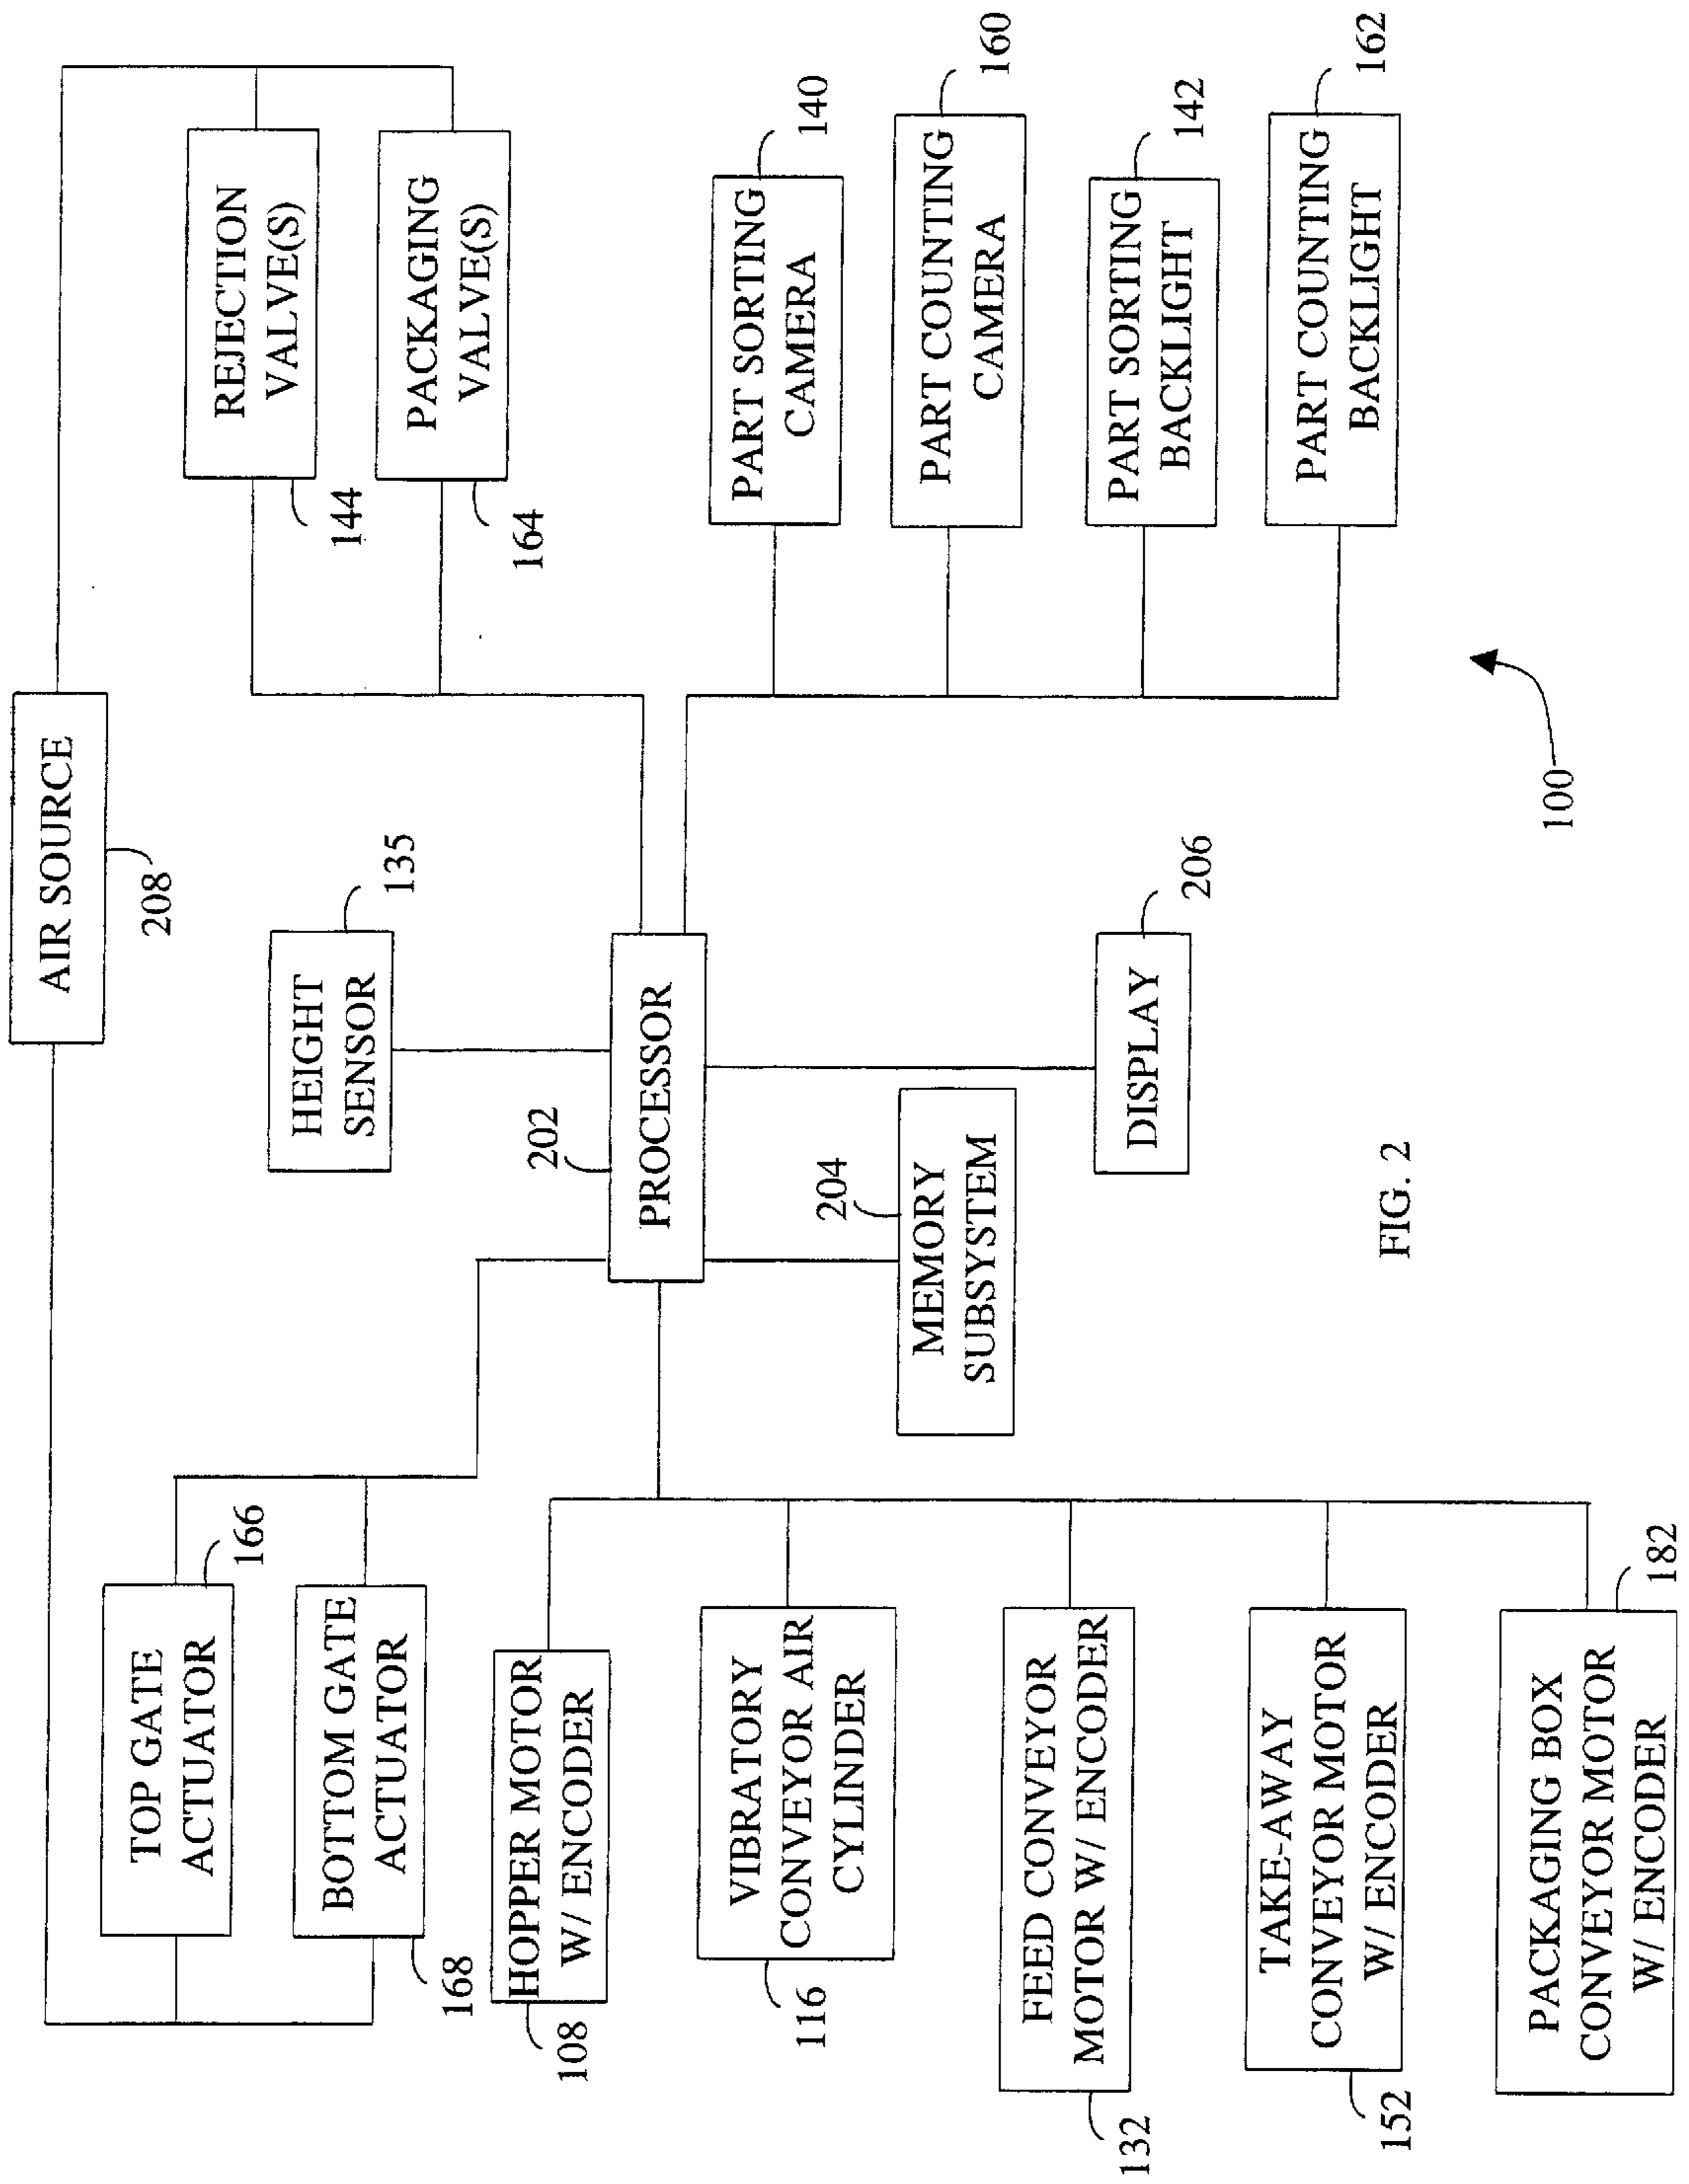 AIR SOURCE
208
TOP GATE
ACTUATOR
166
BOTTOM GATE
ACTUATOR
168
HEIGHT
SENSOR
135
REJECTION
VALVE(S)
144
PACKAGING
VALVE(S)
164
202
PROCESSOR
HOPPER MOTOR
W/ ENCODER
108
VIBRATORY
CONVEYOR AIR
CYLINDER
116
FEED CONVEYOR
MOTOR W/ ENCODER
132
TAKE-AWAY
CONVEYOR MOTOR
W/ ENCODER
152
PACKAGING BOX
CONVEYOR MOTOR
W/ ENCODER
182
204
MEMORY
SUBSYSTEM
DISPLAY
206
PART SORTING
CAMERA
140
PART COUNTING
CAMERA
160
PART SORTING
BACKLIGHT
142
PART COUNTING
BACKLIGHT
162
100
FIG. 2